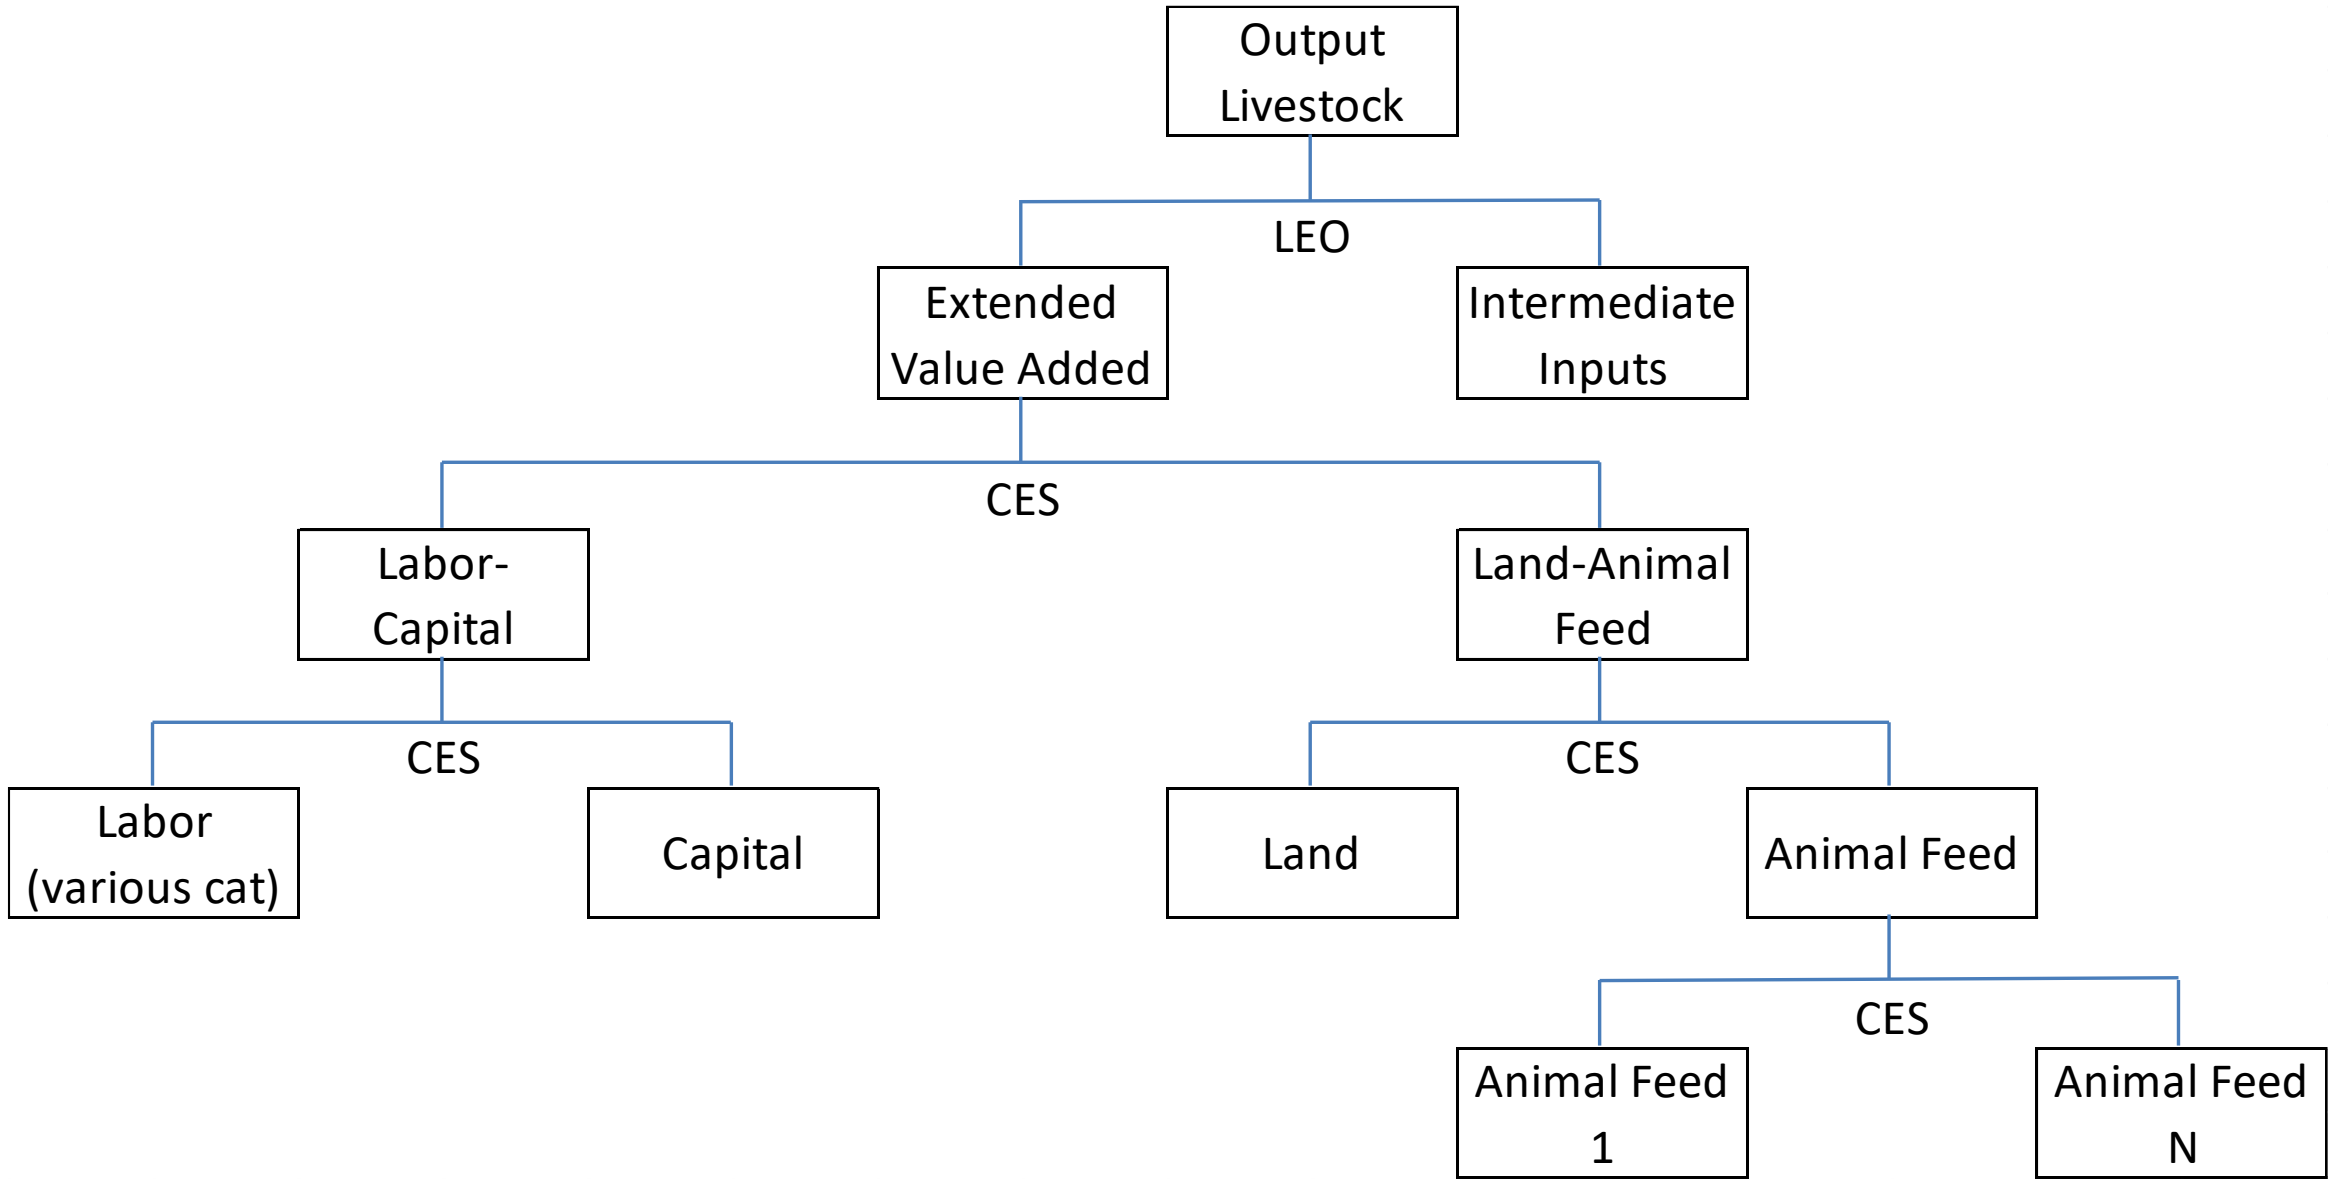 Output
Livestock
LEO
Extended
Value Added
Intermediate
Inputs
CES
Labor-
Capital
Land-Animal
Feed
CES
CES
Labor
(various cat)
Capital
Land
Animal Feed
CES
Animal Feed
1
Animal Feed
N